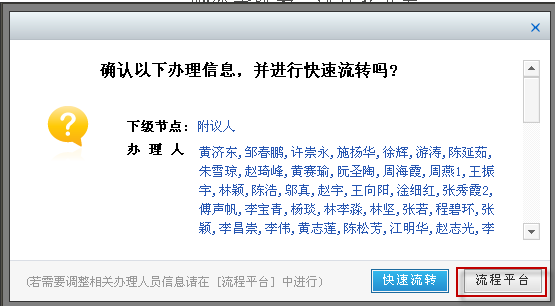 确认以下办理信息，并进行快速流转吗?
下级节点: 附议人
办 理 人 黄济东,邹春鹏,许崇永,施扬华,徐辉,游涛,陈延茹,
朱雪琼,赵琦峰,黄赛瑜,阮圣陶,周海霞,周燕1,王振
宇,林颖,陈浩,邬真,赵宇,王向阳,淦细红,张秀霞2,
傅声帆,李宝青,杨琰,林李淼,林坚,张若,程碧环,张
颖,李昌崇,李伟,黄志莲,陈松芳,江明华,赵志光,李
(若需要调整相关办理人员信息请在 [流程平台] 中进行)
快速流转
流程平台